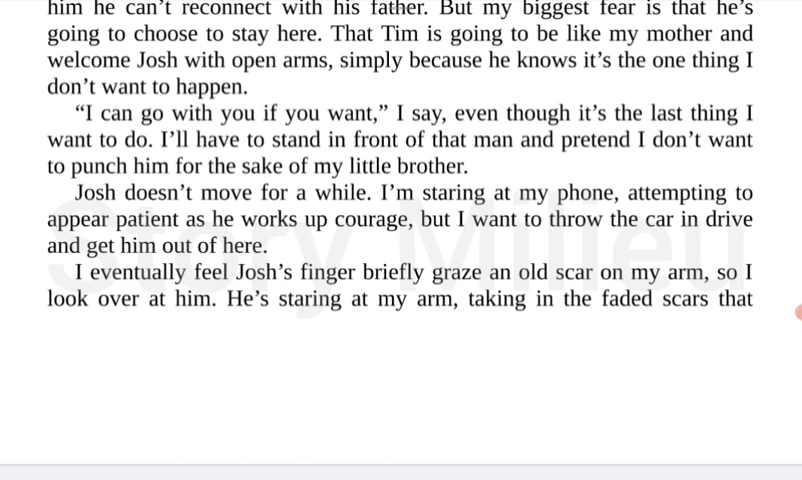 him he can’t reconnect with his father. But my biggest fear is that he’s
going to choose to stay here. That Tim is going to be like my mother and
welcome Josh with open arms, simply because he knows it’s the one thing I
don’t want to happen.
“I can go with you if you want,” I say, even though it’s the last thing I
want to do. I’ll have to stand in front of that man and pretend I don’t want
to punch him for the sake of my little brother.
Josh doesn’t move for a while. I’m staring at my phone, attempting to
appear patient as he works up courage, but I want to throw the car in drive
and get him out of here.
I eventually feel Josh’s finger briefly graze an old scar on my arm, so I
look over at him. He’s staring at my arm, taking in the faded scars that
Story Milieu